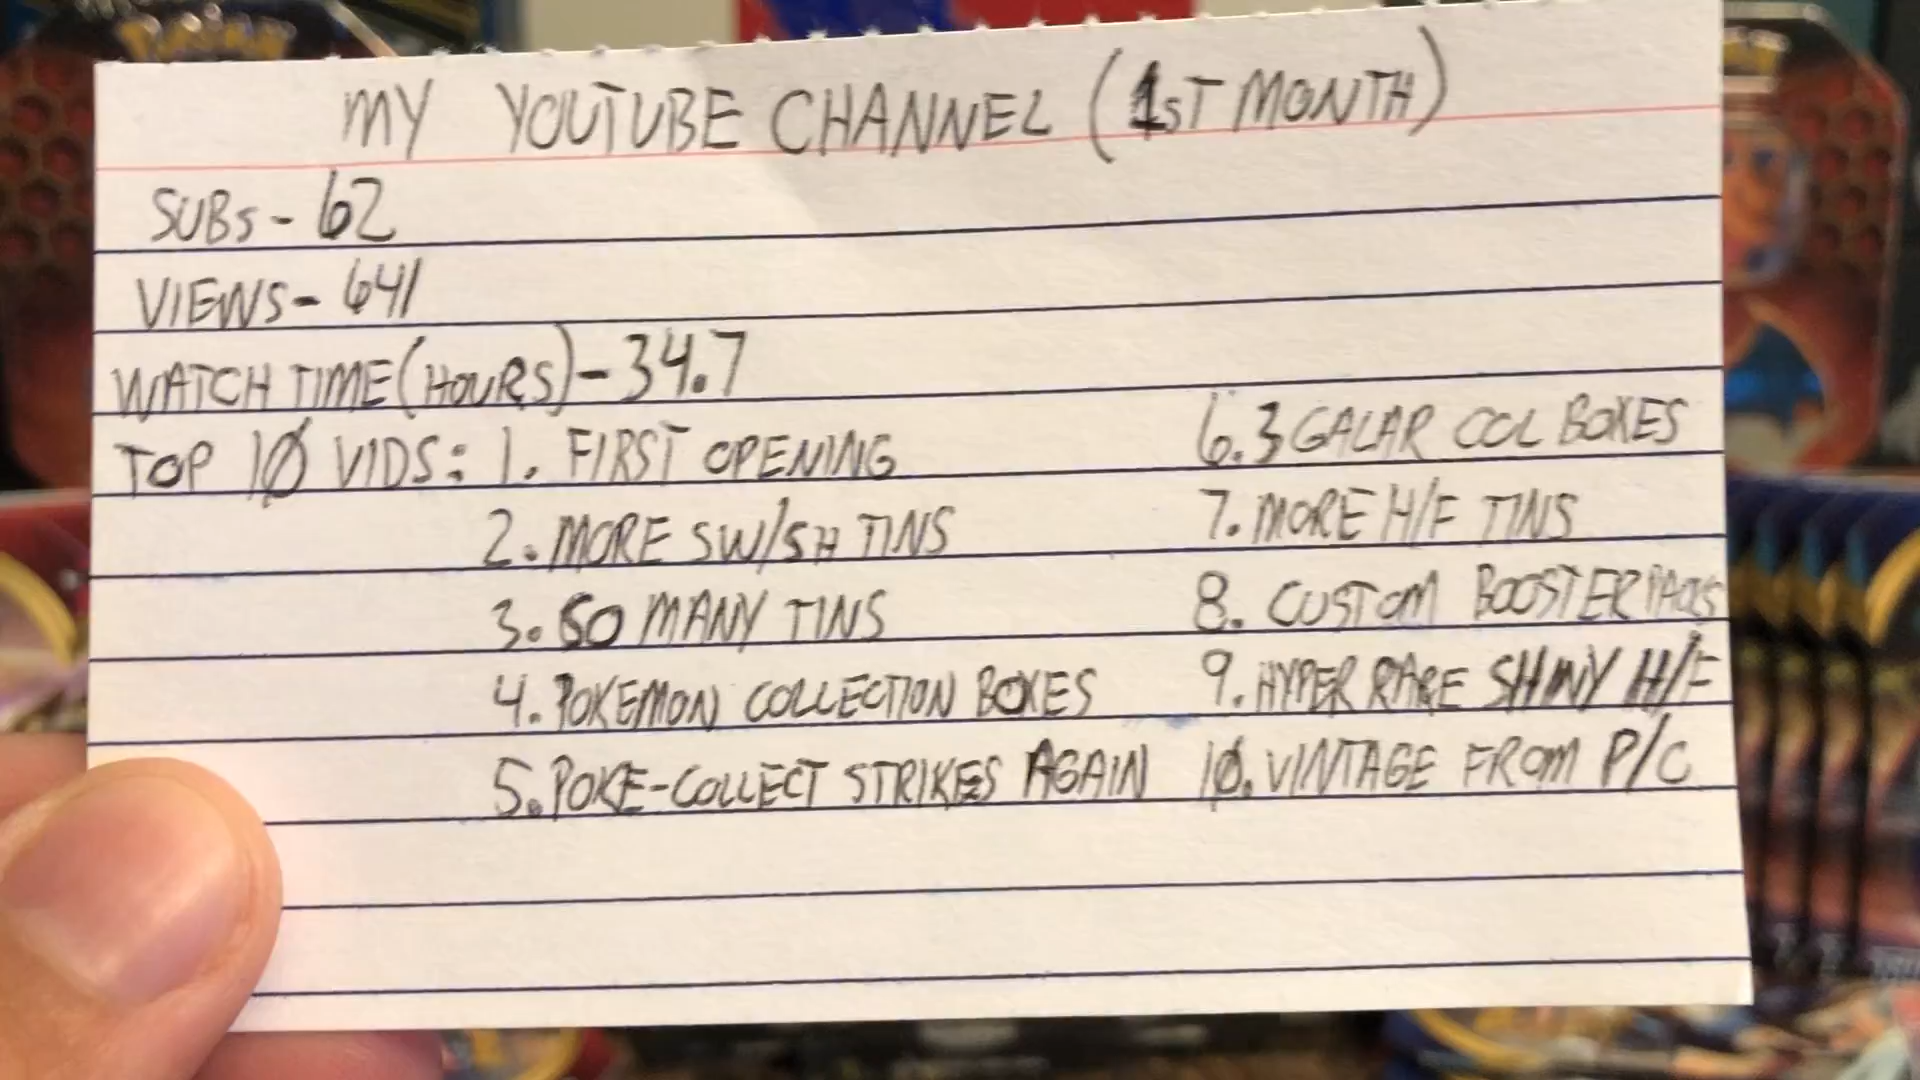 MY YOUTUBE CHANNEL (1ST MONTH)
SUBS - 62
VIEWS - 641
WATCH TIME (HOURS) - 34.7
TOP 10 VIDS: 1. FIRST OPENING
2. MORE SW/SH TINS
3. SO MANY TINS
4. POKEMON COLLECTION BOXES
5. POKE-COLLECT STRIKES AGAIN
6. 3 GALAR COL BOXES
7. MORE H/F TINS
8. CUSTOM BOOSTER PACKS
9. HYPER RARE SHINY H/F
10. VINTAGE FROM P/C